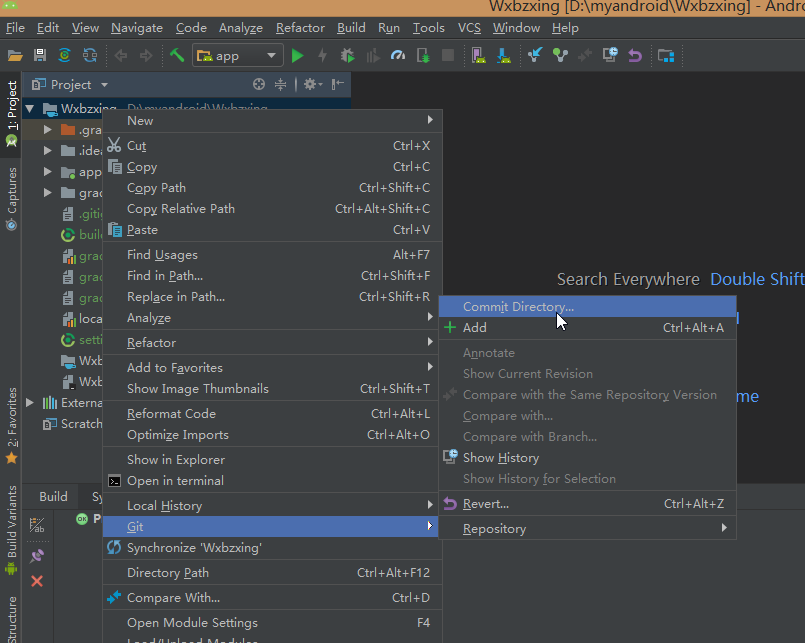 Wxbzxing [D:\myandroid\Wxbzxing] - Andro
File Edit View Navigate Code Analyze Refactor Build Run Tools VCS Window Help
app
Project
1: Project
Captures
2: Favorites
Build Variants
Structure
Wxbzxing D:\myandroid\Wxbzxing
.gra
.idea
app
grad
.giti
build
grad
grad
grad
loca
setti
Wxb
Wxb
Externa
Scratch
Build Sy
New
Cut Ctrl+X
Copy Ctrl+C
Copy Path Ctrl+Shift+C
Copy Relative Path Ctrl+Alt+Shift+C
Paste Ctrl+V
Find Usages Alt+F7
Find in Path... Ctrl+Shift+F
Replace in Path... Ctrl+Shift+R
Analyze
Refactor
Add to Favorites
Show Image Thumbnails Ctrl+Shift+T
Reformat Code Ctrl+Alt+L
Optimize Imports Ctrl+Alt+O
Show in Explorer
Open in terminal
Local History
Git
Synchronize 'Wxbzxing'
Directory Path Ctrl+Alt+F12
Compare With... Ctrl+D
Open Module Settings F4
Load/Unload Modules
Search Everywhere Double Shift
me
Commit Directory...
Add Ctrl+Alt+A
Annotate
Show Current Revision
Compare with the Same Repository Version
Compare with...
Compare with Branch...
Show History
Show History for Selection
Revert... Ctrl+Alt+Z
Repository